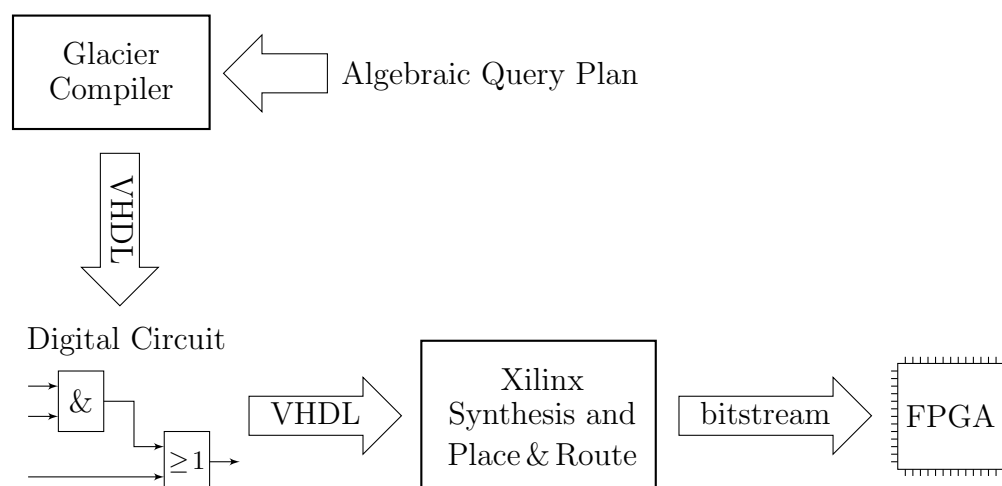 Glacier
Compiler
Algebraic Query Plan
VHDL
Digital Circuit
&
≥1
VHDL
Xilinx
Synthesis and
Place & Route
bitstream
FPGA